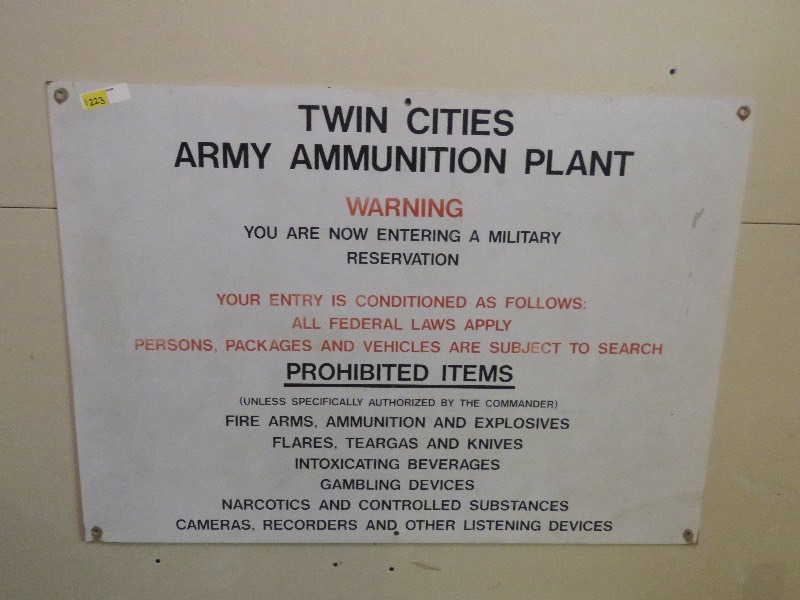 223
TWIN CITIES
ARMY AMMUNITION PLANT
WARNING
YOU ARE NOW ENTERING A MILITARY
RESERVATION
YOUR ENTRY IS CONDITIONED AS FOLLOWS:
ALL FEDERAL LAWS APPLY
PERSONS, PACKAGES AND VEHICLES ARE SUBJECT TO SEARCH
PROHIBITED ITEMS
(UNLESS SPECIFICALLY AUTHORIZED BY THE COMMANDER)
FIRE ARMS, AMMUNITION AND EXPLOSIVES
FLARES, TEARGAS AND KNIVES
INTOXICATING BEVERAGES
GAMBLING DEVICES
NARCOTICS AND CONTROLLED SUBSTANCES
CAMERAS, RECORDERS AND OTHER LISTENING DEVICES